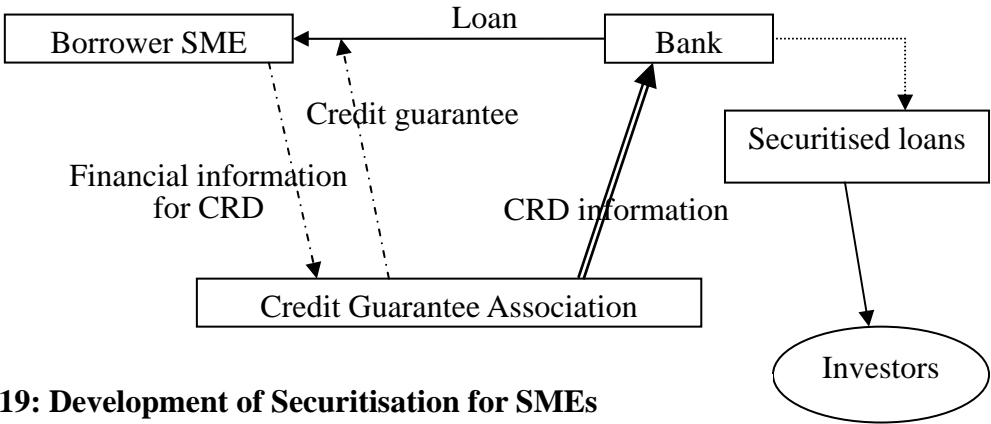 Loan
Borrower SME
Bank
Credit guarantee
Securitised loans
Financial information
for CRD
CRD information
Credit Guarantee Association
Investors
19: Development of Securitisation for SMEs